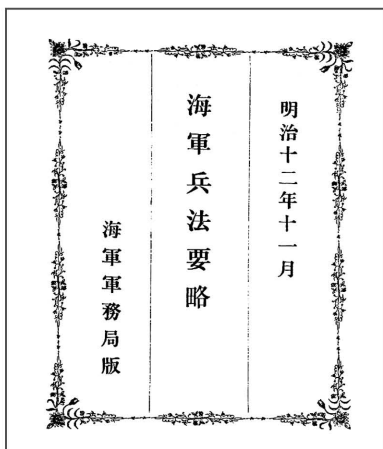 明治十二年十一月
海軍兵法要略
海軍軍務局版